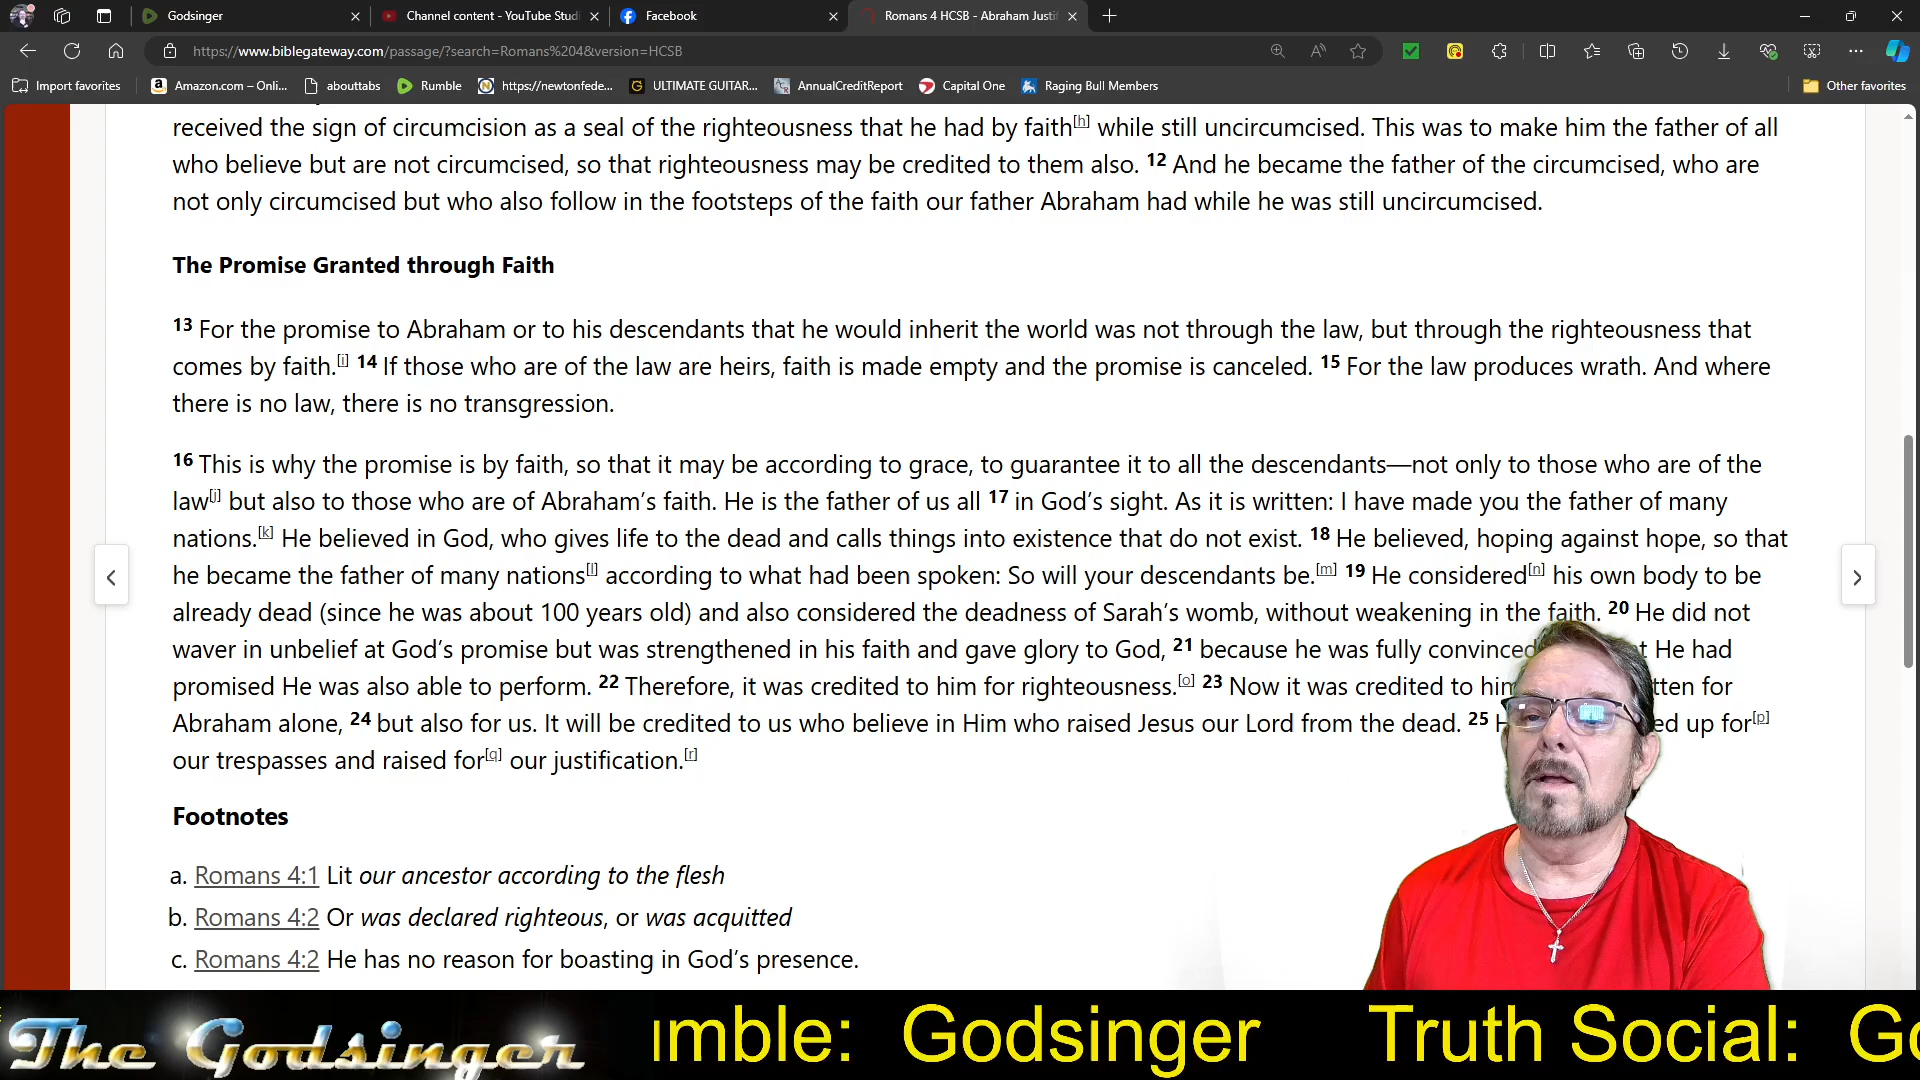 Godsinger
Channel content - YouTube Studi
Facebook
Romans 4 HCSB - Abraham Justi
https://www.biblegateway.com/passage/?search=Romans%204&version=HCSB
Import favorites
Amazon.com – Onli...
abouttabs
Rumble
https://newtonfede...
ULTIMATE GUITAR...
AnnualCreditReport
Capital One
Raging Bull Members
Other favorites
received the sign of circumcision as a seal of the righteousness that he had by faith[h] while still uncircumcised. This was to make him the father of all
who believe but are not circumcised, so that righteousness may be credited to them also. 12 And he became the father of the circumcised, who are
not only circumcised but who also follow in the footsteps of the faith our father Abraham had while he was still uncircumcised.
The Promise Granted through Faith
13 For the promise to Abraham or to his descendants that he would inherit the world was not through the law, but through the righteousness that
comes by faith.[i] 14 If those who are of the law are heirs, faith is made empty and the promise is canceled. 15 For the law produces wrath. And where
there is no law, there is no transgression.
16 This is why the promise is by faith, so that it may be according to grace, to guarantee it to all the descendants—not only to those who are of the
law[j] but also to those who are of Abraham's faith. He is the father of us all 17 in God's sight. As it is written: I have made you the father of many
nations.[k] He believed in God, who gives life to the dead and calls things into existence that do not exist. 18 He believed, hoping against hope, so that
he became the father of many nations[l] according to what had been spoken: So will your descendants be.[m] 19 He considered[n] his own body to be
already dead (since he was about 100 years old) and also considered the deadness of Sarah's womb, without weakening in the faith. 20 He did not
waver in unbelief at God's promise but was strengthened in his faith and gave glory to God, 21 because he was fully convinced t He had
promised He was also able to perform. 22 Therefore, it was credited to him for righteousness.[o] 23 Now it was credited to him tten for
Abraham alone, 24 but also for us. It will be credited to us who believe in Him who raised Jesus our Lord from the dead. 25 H ed up for[p]
our trespasses and raised for[q] our justification.[r]
Footnotes
a. Romans 4:1 Lit our ancestor according to the flesh
b. Romans 4:2 Or was declared righteous, or was acquitted
c. Romans 4:2 He has no reason for boasting in God's presence.
The Godsinger
umble: Godsinger Truth Social: Go